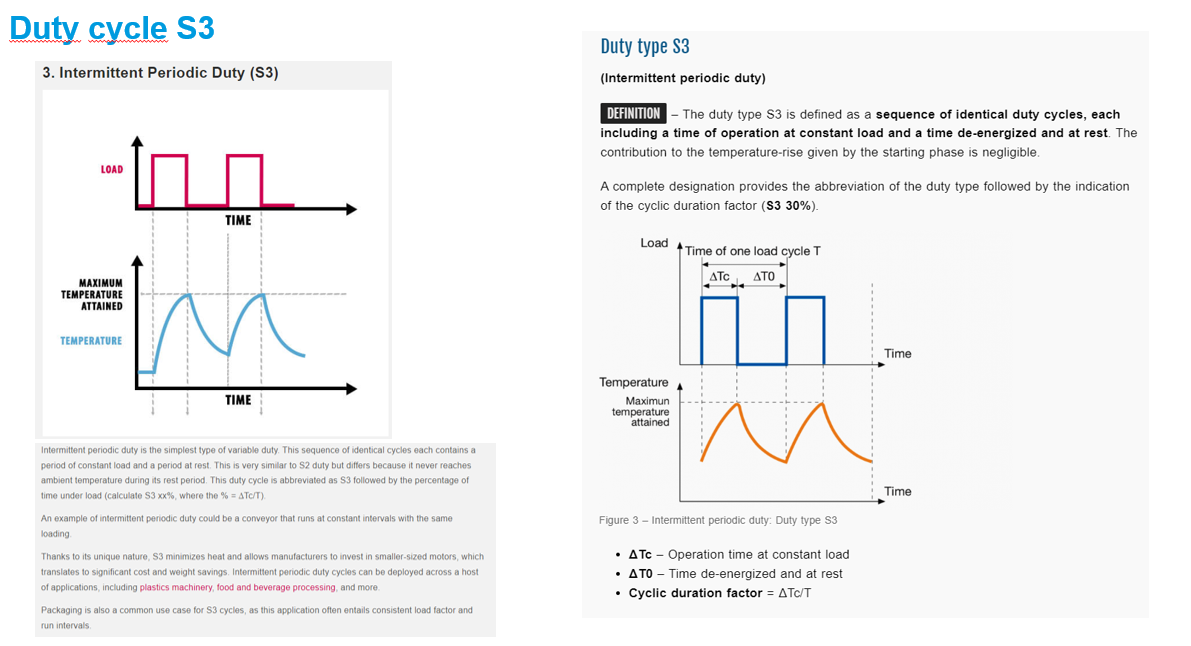 Duty cycle S3
3. Intermittent Periodic Duty (S3)
LOAD
TIME
MAXIMUM
TEMPERATURE
ATTAINED
TEMPERATURE
TIME
Intermittent periodic duty is the simplest type of variable duty. This sequence of identical cycles each contains a
period of constant load and a period at rest. This is very similar to S2 duty but differs because it never reaches
ambient temperature during its rest period. This duty cycle is abbreviated as S3 followed by the percentage of
time under load (calculate S3 xx%, where the % = ΔTc/T).
An example of intermittent periodic duty could be a conveyor that runs at constant intervals with the same
loading.
Thanks to its unique nature, S3 minimizes heat and allows manufacturers to invest in smaller-sized motors, which
translates to significant cost and weight savings. Intermittent periodic duty cycles can be deployed across a host
of applications, including plastics machinery, food and beverage processing, and more.
Packaging is also a common use case for S3 cycles, as this application often entails consistent load factor and
run intervals.
Duty type S3
(Intermittent periodic duty)
DEFINITION – The duty type S3 is defined as a sequence of identical duty cycles, each
including a time of operation at constant load and a time de-energized and at rest. The
contribution to the temperature-rise given by the starting phase is negligible.
A complete designation provides the abbreviation of the duty type followed by the indication
of the cyclic duration factor (S3 30%).
Load
Time of one load cycle T
ΔTc ΔT0
Time
Temperature
Maximun
temperature
attained
Time
Figure 3 – Intermittent periodic duty: Duty type S3
• ΔTc – Operation time at constant load
• ΔT0 – Time de-energized and at rest
• Cyclic duration factor = ΔTc/T